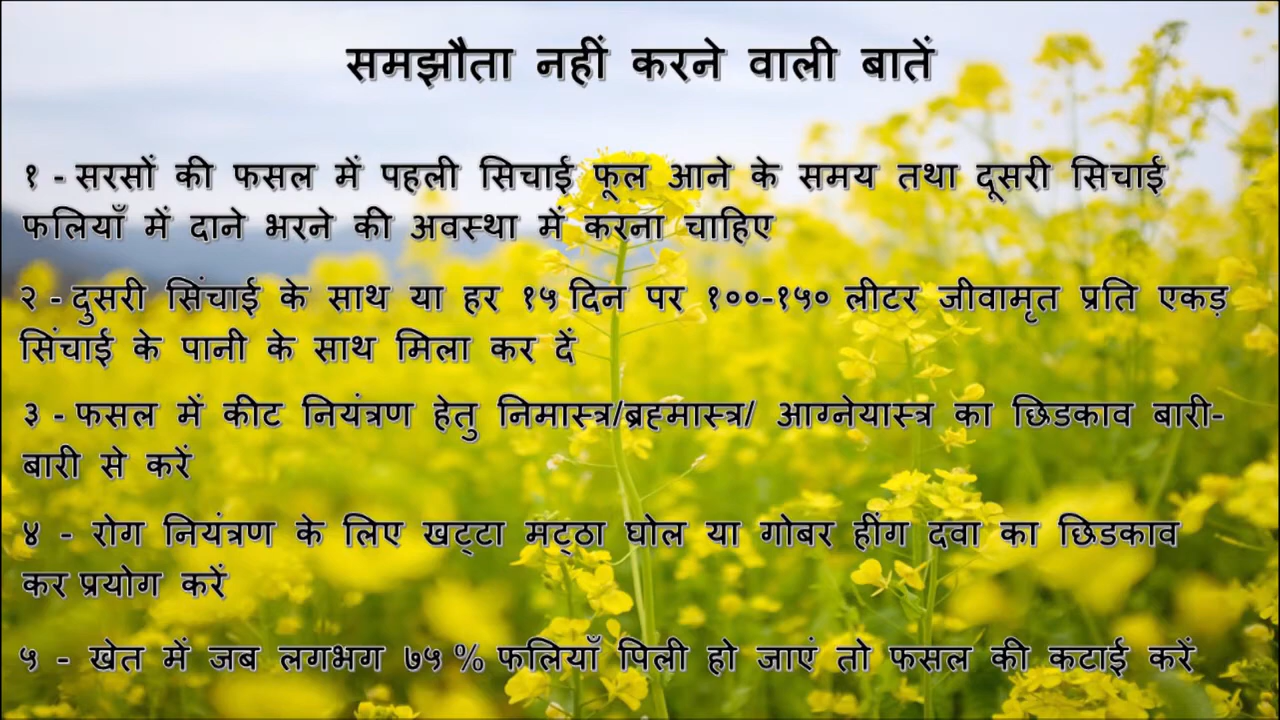 समझौता नहीं करने वाली बातें
१ - सरसों की फसल में पहली सिचाई फूल आने के समय तथा दूसरी सिचाई
फलियाँ में दाने भरने की अवस्था में करना चाहिए
२ - दुसरी सिंचाई के साथ या हर १५ दिन पर १००-१५० लीटर जीवामृत प्रति एकड़
सिंचाई के पानी के साथ मिला कर दें
३ - फसल में कीट नियंत्रण हेतु निमास्त्र/ब्रह्मास्त्र/ आग्नेयास्त्र का छिडकाव बारी-
बारी से करें
४ - रोग नियंत्रण के लिए खट्टा मट्ठा घोल या गोबर हींग दवा का छिडकाव
कर प्रयोग करें
५ - खेत में जब लगभग ७५ % फलियाँ पिली हो जाएं तो फसल की कटाई करें